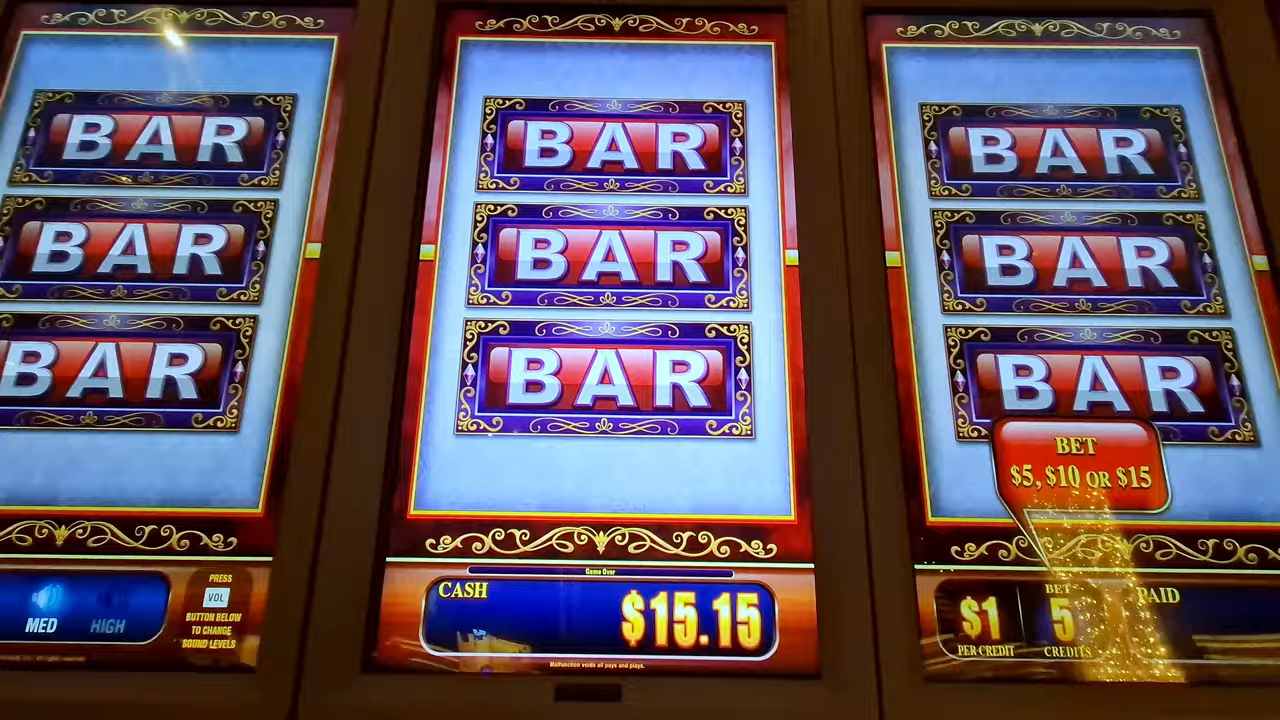 BAR
BAR
BAR
BAR
BAR
BAR
BAR
BAR
BAR
BET
$5, $10 OR $15
MED
HIGH
PRESS
VOL
BUTTON BELOW
TO CHANGE
SOUND LEVELS
Game Over
CASH
$15.15
Malfunction voids all pays and plays.
$1
PER CREDIT
BET
5
CREDITS
PAID